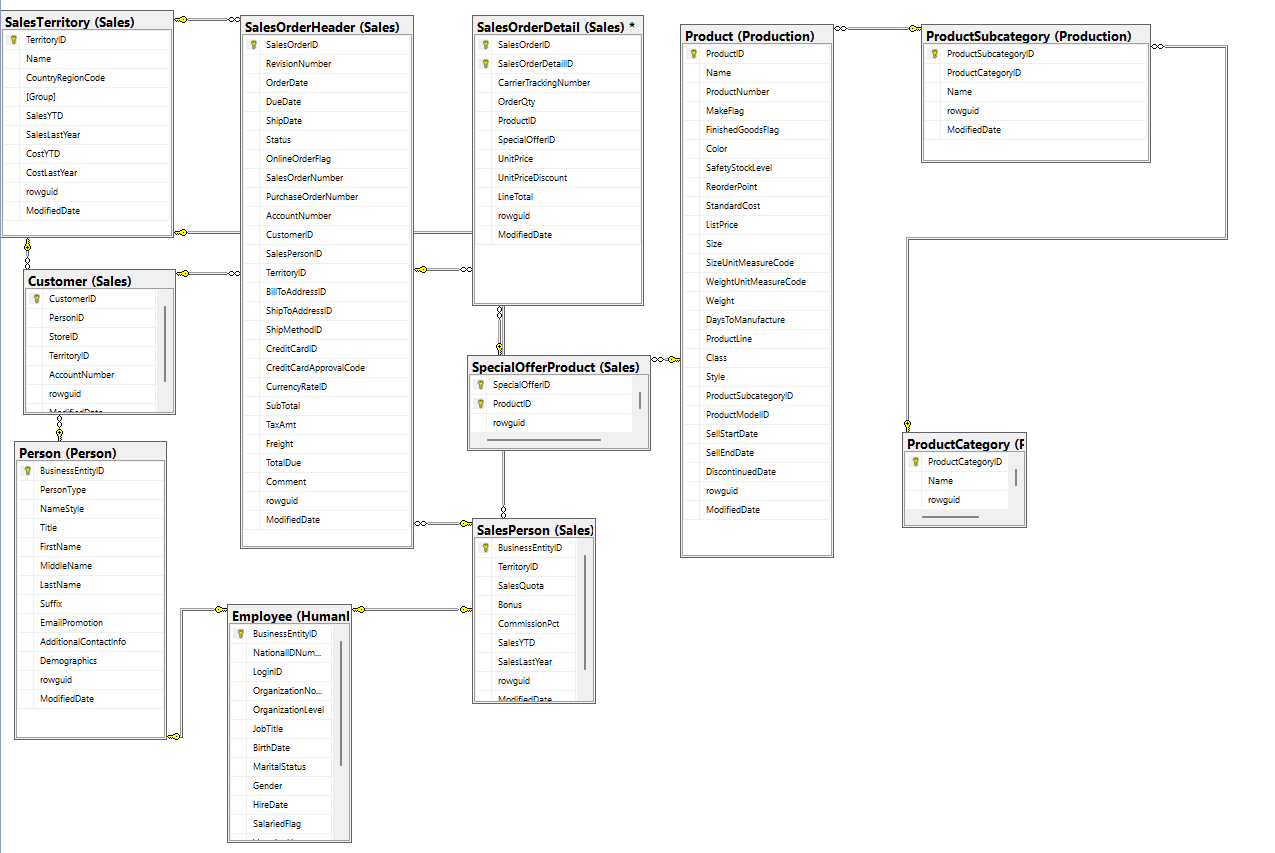 SalesTerritory (Sales)
TerritoryID
Name
CountryRegionCode
[Group]
SalesYTD
SalesLastYear
CostYTD
CostLastYear
rowguid
ModifiedDate
SalesOrderHeader (Sales)
SalesOrderID
RevisionNumber
OrderDate
DueDate
ShipDate
Status
OnlineOrderFlag
SalesOrderNumber
PurchaseOrderNumber
AccountNumber
CustomerID
SalesPersonID
TerritoryID
BillToAddressID
ShipToAddressID
ShipMethodID
CreditCardID
CreditCardApprovalCode
CurrencyRateID
SubTotal
TaxAmt
Freight
TotalDue
Comment
rowguid
ModifiedDate
SalesOrderDetail (Sales) *
SalesOrderID
SalesOrderDetailID
CarrierTrackingNumber
OrderQty
ProductID
SpecialOfferID
UnitPrice
UnitPriceDiscount
LineTotal
rowguid
ModifiedDate
Product (Production)
ProductID
Name
ProductNumber
MakeFlag
FinishedGoodsFlag
Color
SafetyStockLevel
ReorderPoint
StandardCost
ListPrice
Size
SizeUnitMeasureCode
WeightUnitMeasureCode
Weight
DaysToManufacture
ProductLine
Class
Style
ProductSubcategoryID
ProductModelID
SellStartDate
SellEndDate
DiscontinuedDate
rowguid
ModifiedDate
ProductSubcategory (Production)
ProductSubcategoryID
ProductCategoryID
Name
rowguid
ModifiedDate
Customer (Sales)
CustomerID
PersonID
StoreID
TerritoryID
AccountNumber
rowguid
ModifiedDate
SpecialOfferProduct (Sales)
SpecialOfferID
ProductID
rowguid
ProductCategory (P
ProductCategoryID
Name
rowguid
Person (Person)
BusinessEntityID
PersonType
NameStyle
Title
FirstName
MiddleName
LastName
Suffix
EmailPromotion
AdditionalContactInfo
Demographics
rowguid
ModifiedDate
SalesPerson (Sales)
BusinessEntityID
TerritoryID
SalesQuota
Bonus
CommissionPct
SalesYTD
SalesLastYear
rowguid
ModifiedDate
Employee (Human
BusinessEntityID
NationalIDNum...
LoginID
OrganizationNo...
OrganizationLevel
JobTitle
BirthDate
MaritalStatus
Gender
HireDate
SalariedFlag